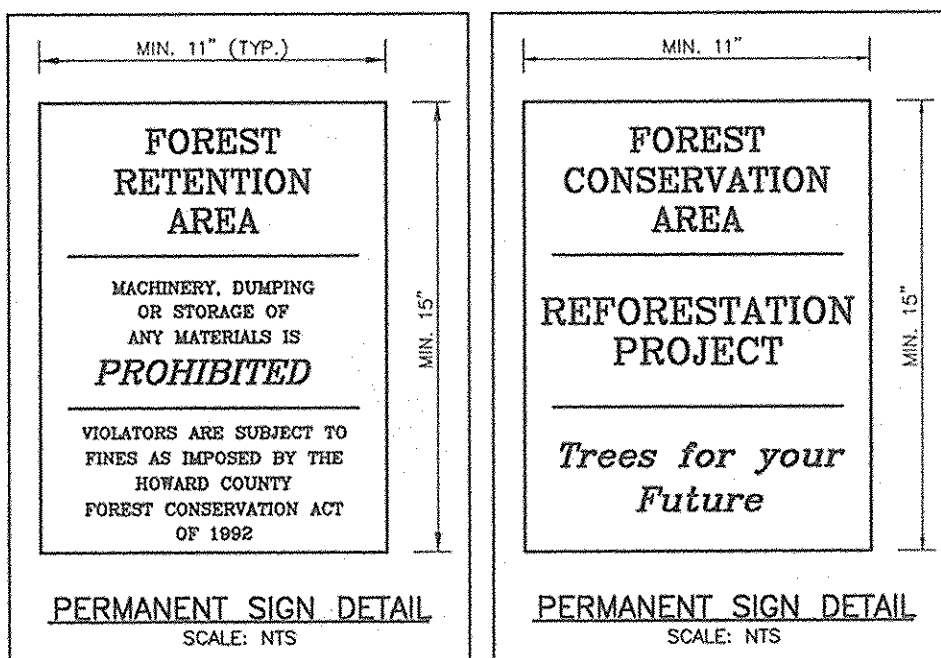 MIN. 11" (TYP.)
FOREST
RETENTION
AREA
MACHINERY, DUMPING
OR STORAGE OF
ANY MATERIALS IS
PROHIBITED
VIOLATORS ARE SUBJECT TO
FINES AS IMPOSED BY THE
HOWARD COUNTY
FOREST CONSERVATION ACT
OF 1992
MIN. 15"
PERMANENT SIGN DETAIL
SCALE: NTS
MIN. 11"
FOREST
CONSERVATION
AREA
REFORESTATION
PROJECT
Trees for your
Future
MIN. 15"
PERMANENT SIGN DETAIL
SCALE: NTS